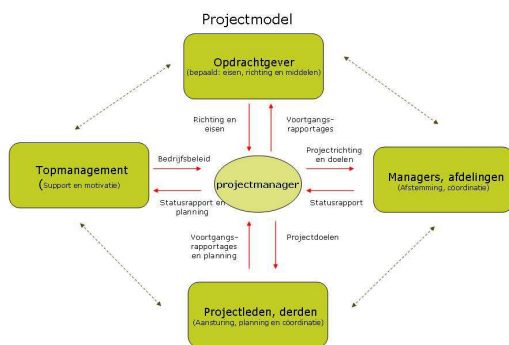 Projectmodel
Opdrachtgever
(bepaald: eisen, richting en middelen)
Richting en
eisen
Voortgangs-
rapportages
Topmanagement
(Support en motivatie)
Bedrijfsbeleid
Statusrapport en
planning
projectmanager
Projectrichting
en doelen
Statusrapport
Managers, afdelingen
(Afstemming, coördinatie)
Voortgangs-
rapportages
en planning
Projectdoelen
Projectleden, derden
(Aansturing, planning en coördinatie)